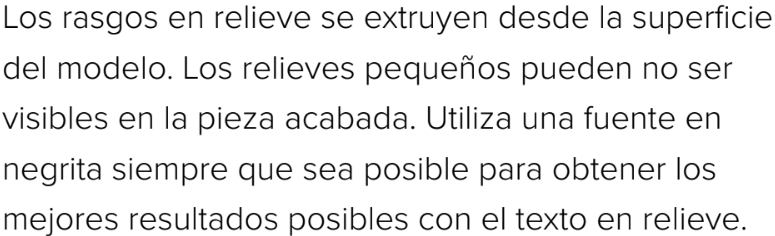 Los rasgos en relieve se extruyen desde la superficie
del modelo. Los relieves pequeños pueden no ser
visibles en la pieza acabada. Utiliza una fuente en
negrita siempre que sea posible para obtener los
mejores resultados posibles con el texto en relieve.